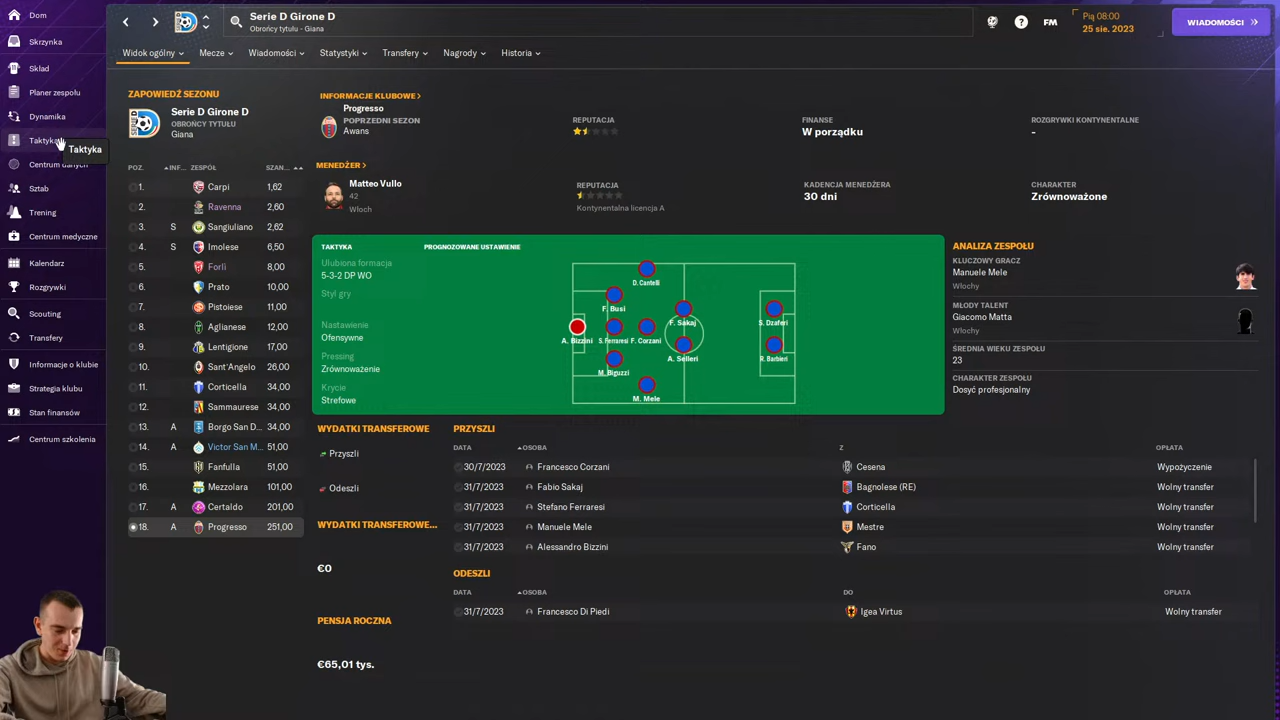 Dom
Skrzynka
Skład
Planer zespołu
Dynamika
Taktyka
Taktyka
Centrum danych
Sztab
Trening
Centrum medyczne
Kalendarz
Rozgrywki
Scouting
Transfery
Informacje o klubie
Strategia klubu
Stan finansów
Centrum szkolenia
Serie D Girone D
Obrońcy tytułu - Giana
FM
Pią 08:00
25 sie. 2023
WIADOMOŚCI
Widok ogólny
Mecze
Wiadomości
Statystyki
Transfery
Nagrody
Historia
ZAPOWIEDŹ SEZONU
Serie D Girone D
OBROŃCY TYTUŁU
Giana
POZ. INF... ZESPÓŁ SZAN...
1. Carpi 1,62
2. Ravenna 2,60
3. S Sangiuliano 2,62
4. S Imolese 6,50
5. Forlì 8,00
6. Prato 10,00
7. Pistoiese 11,00
8. Aglianese 12,00
9. Lentigione 17,00
10. Sant'Angelo 26,00
11. Corticella 34,00
12. Sammaurese 34,00
13. A Borgo San D... 34,00
14. A Victor San M... 51,00
15. Fanfulla 51,00
16. Mezzolara 101,00
17. A Certaldo 201,00
18. A Progresso 251,00
INFORMACJE KLUBOWE
Progresso
POPRZEDNI SEZON
Awans
REPUTACJA
FINANSE
W porządku
ROZGRYWKI KONTYNENTALNE
-
MENEDŻER
Matteo Vullo
42
Włoch
REPUTACJA
Kontynentalna licencja A
KADENCJA MENEDŻERA
30 dni
CHARAKTER
Zrównoważone
TAKTYKA
PROGNOZOWANE USTAWIENIE
Ulubiona formacja
5-3-2 DP WO
Styl gry
Nastawienie
Ofensywne
Pressing
Zrównoważenie
Krycie
Strefowe
D. Cantelli
F. Busi
F. Sakaj
S. Dzaferi
A. Bizzini
S. Ferraresi
F. Corzani
A. Selleri
R. Barbieri
M. Biguzzi
M. Mele
ANALIZA ZESPOŁU
KLUCZOWY GRACZ
Manuele Mele
Włochy
MŁODY TALENT
Giacomo Matta
Włochy
ŚREDNIA WIEKU ZESPOŁU
23
CHARAKTER ZESPOŁU
Dosyć profesjonalny
WYDATKI TRANSFEROWE
Przyszli
Odeszli
WYDATKI TRANSFEROWE...
€0
PENSJA ROCZNA
€65,01 tys.
PRZYSZLI
DATA OSOBA Z OPŁATA
30/7/2023 Francesco Corzani Cesena Wypożyczenie
31/7/2023 Fabio Sakaj Bagnolese (RE) Wolny transfer
31/7/2023 Stefano Ferraresi Corticella Wolny transfer
31/7/2023 Manuele Mele Mestre Wolny transfer
31/7/2023 Alessandro Bizzini Fano Wolny transfer
ODESZLI
DATA OSOBA DO OPŁATA
31/7/2023 Francesco Di Piedi Igea Virtus Wolny transfer